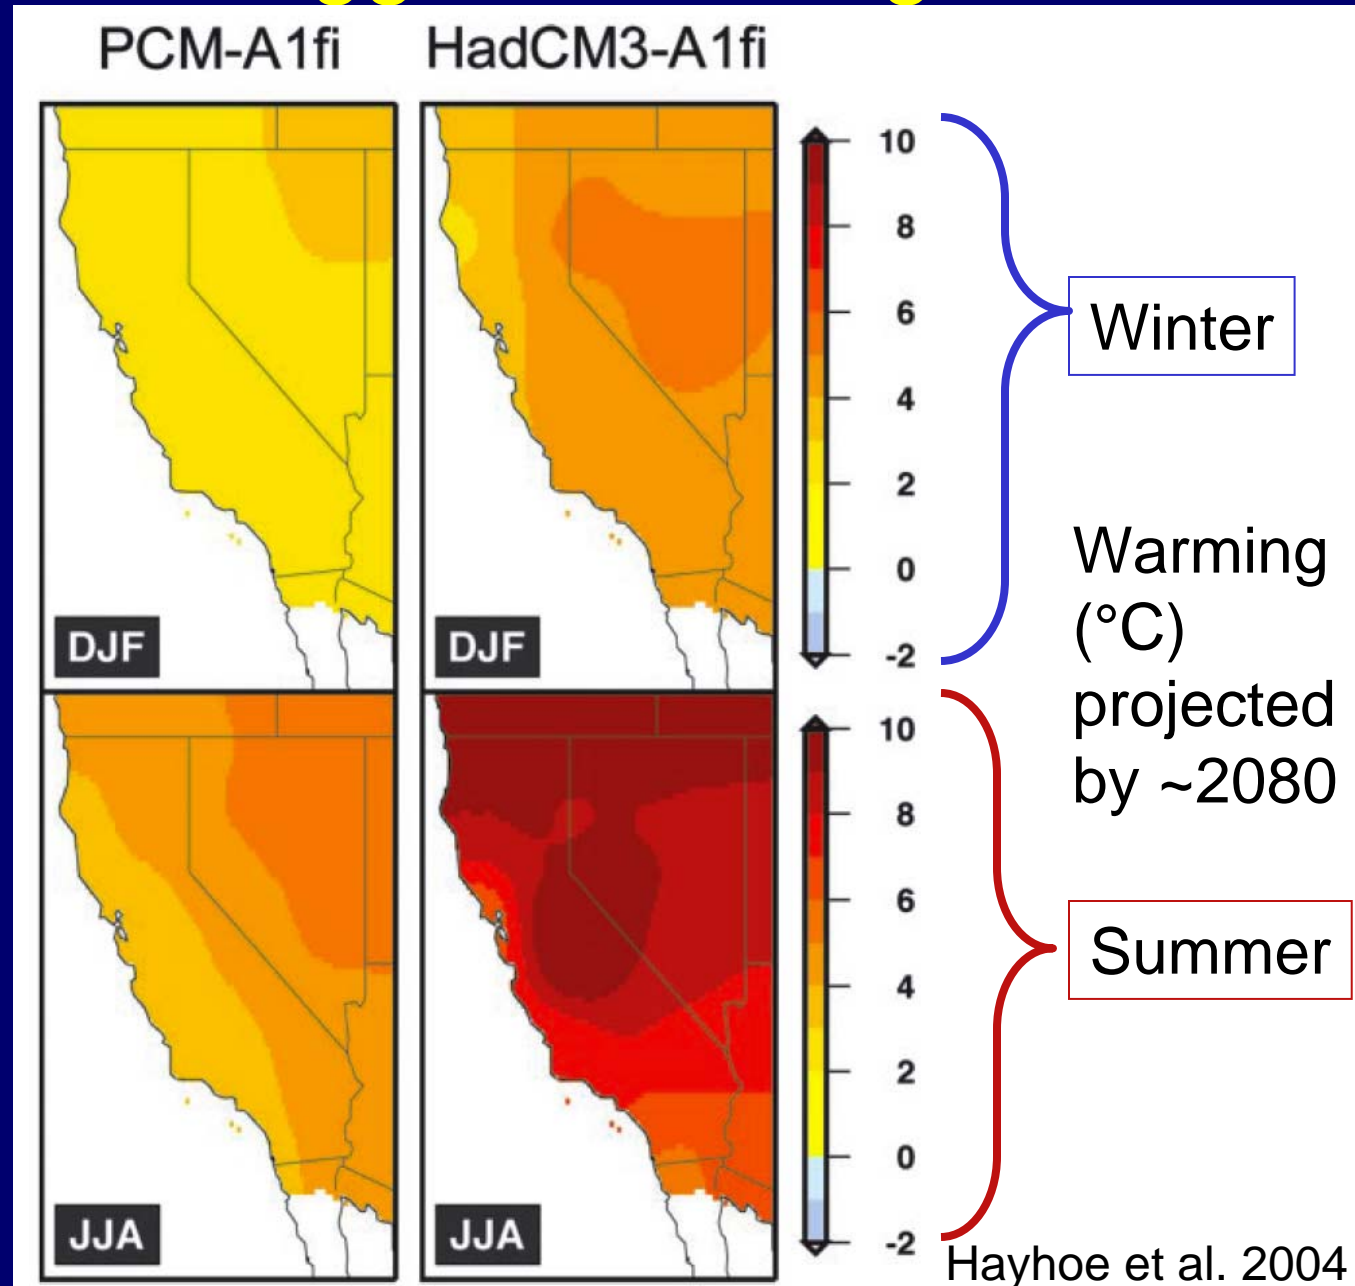 PCM-A1fi HadCM3-A1fi
10
8
6
4
2
0
-2
DJF
DJF
Winter
Warming
(°C)
projected
by ~2080
10
8
6
4
2
0
-2
JJA
JJA
Summer
Hayhoe et al. 2004